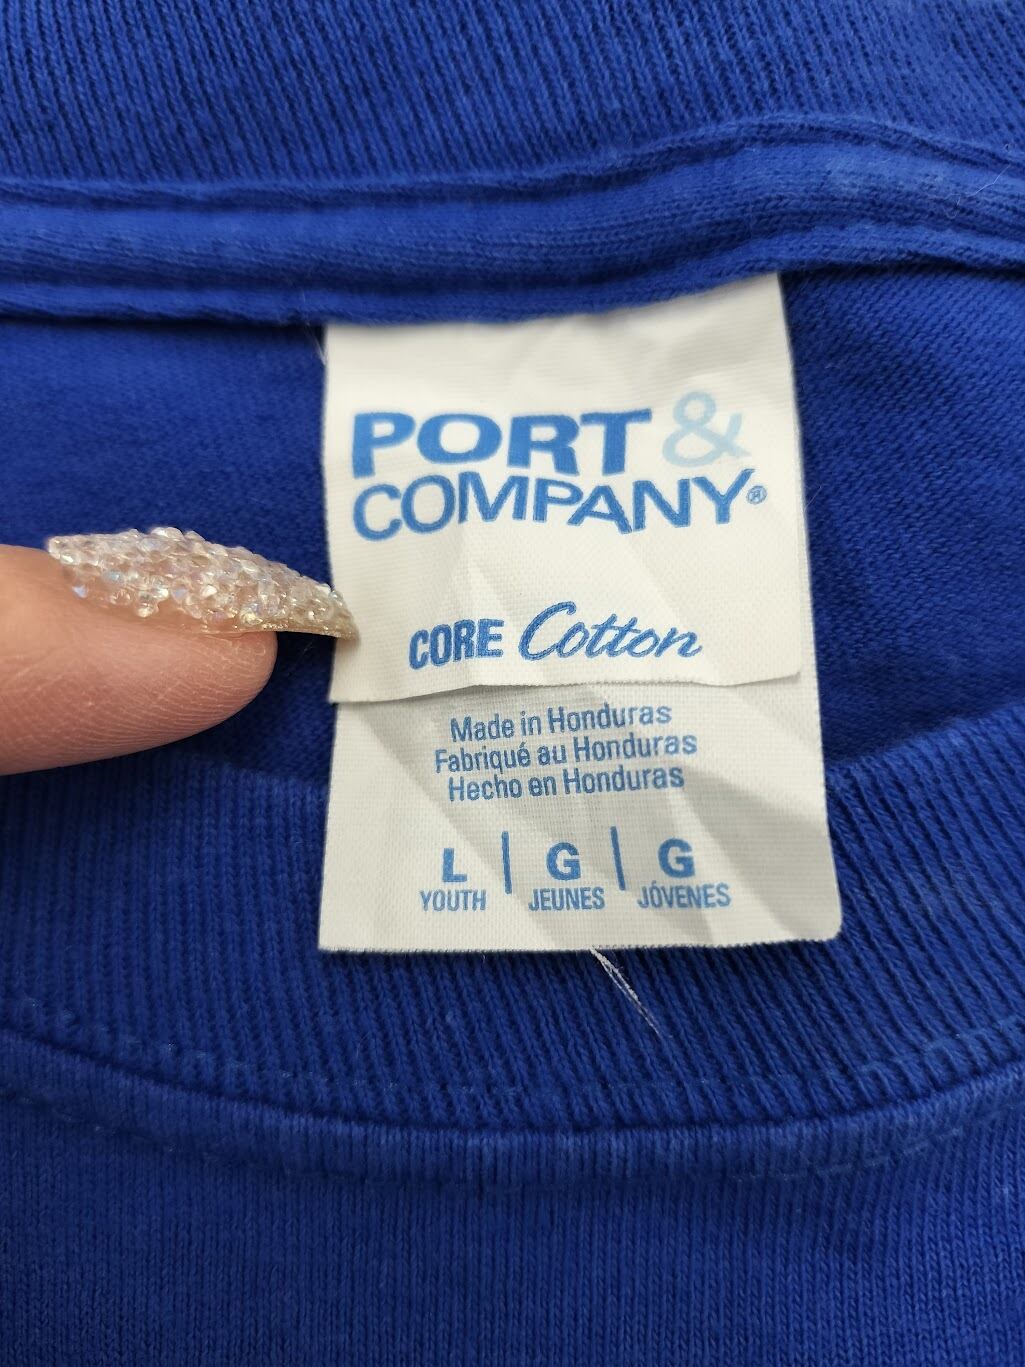 PORT &
COMPANY®
CORE Cotton
Made in Honduras
Fabriqué au Honduras
Hecho en Honduras
L | G | G
YOUTH JEUNES JÓVENES